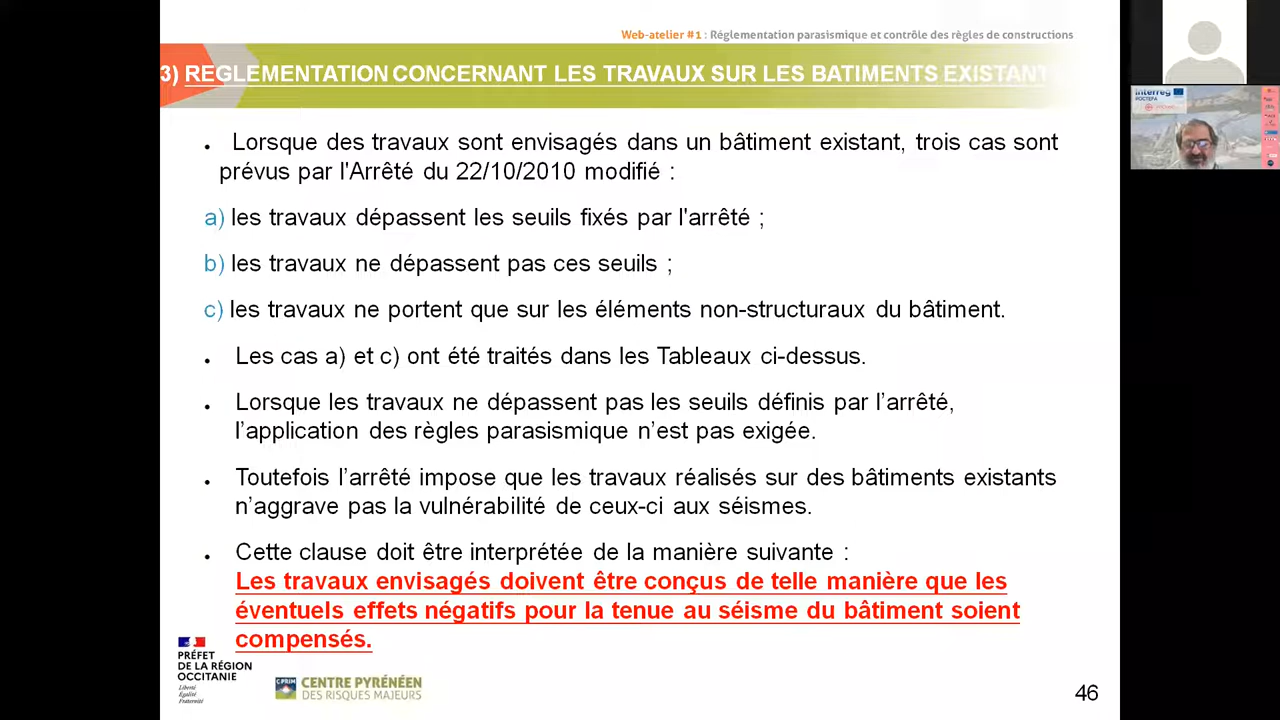 Web-atelier #1 : Réglementation parasismique et contrôle des règles de constructions
3) REGLEMENTATION CONCERNANT LES TRAVAUX SUR LES BATIMENTS EXISTANT
• Lorsque des travaux sont envisagés dans un bâtiment existant, trois cas sont
prévus par l'Arrêté du 22/10/2010 modifié :
a) les travaux dépassent les seuils fixés par l'arrêté ;
b) les travaux ne dépassent pas ces seuils ;
c) les travaux ne portent que sur les éléments non-structuraux du bâtiment.
• Les cas a) et c) ont été traités dans les Tableaux ci-dessus.
• Lorsque les travaux ne dépassent pas les seuils définis par l’arrêté,
l’application des règles parasismique n’est pas exigée.
• Toutefois l’arrêté impose que les travaux réalisés sur des bâtiments existants
n’aggrave pas la vulnérabilité de ceux-ci aux séismes.
• Cette clause doit être interprétée de la manière suivante :
Les travaux envisagés doivent être conçus de telle manière que les
éventuels effets négatifs pour la tenue au séisme du bâtiment soient
compensés.
PRÉFET
DE LA RÉGION
OCCITANIE
Liberté
Égalité
Fraternité
C.PRIM
CENTRE PYRÉNÉEN
DES RISQUES MAJEURS
46
Interreg
POCTEFA